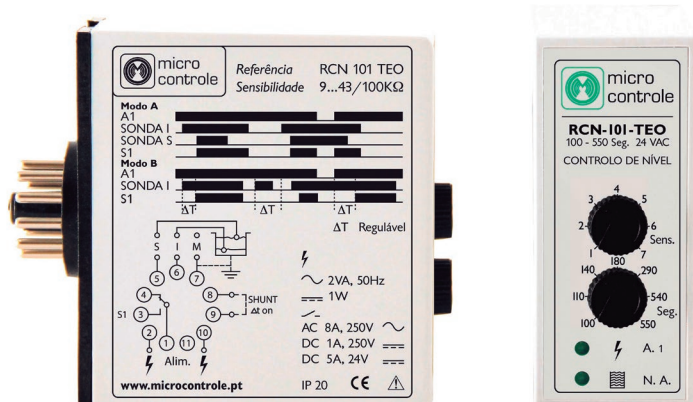 micro
controle
Referência RCN 101 TEO
Sensibilidade 9...43/100KΩ
Modo A
A1
SONDA I
SONDA S
S1
Modo B
A1
SONDA I
S1
ΔT ΔT ΔT
ΔT Regulável
S I M
5 6 7
4 8 SHUNT
S1 3 9 Δt on
2 1 11 10
Alim.
2VA, 50Hz
1W
AC 8A, 250V
DC 1A, 250V
DC 5A, 24V
www.microcontrole.pt IP 20 CE
micro
controle
RCN-101-TEO
100 - 550 Seg. 24 VAC
CONTROLO DE NÍVEL
1 2 3 4 5 6 7 Sens.
100 110 140 180 290 540 550 Seg.
A. 1
N. A.